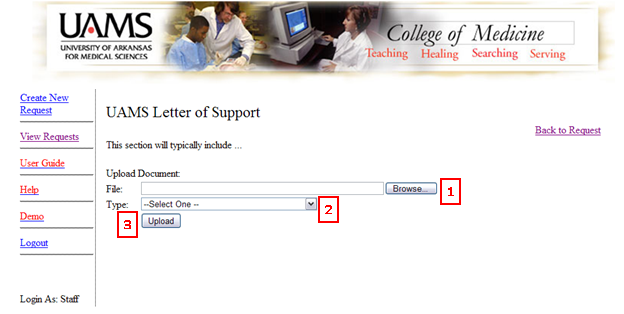 UAMS
UNIVERSITY OF ARKANSAS
FOR MEDICAL SCIENCES
College of Medicine
Teaching Healing Searching Serving
Create New
Request
View Requests
User Guide
Help
Demo
Logout
Login As: Staff
UAMS Letter of Support
Back to Request
This section will typically include ...
Upload Document:
File: Browse... 1
Type: --Select One -- 2
3 Upload